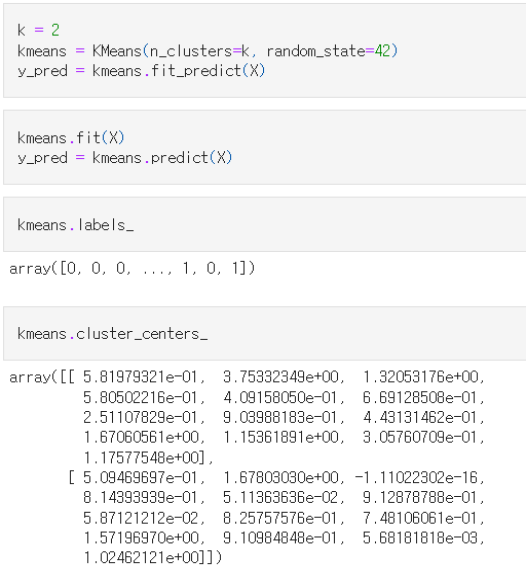 k = 2
kmeans = KMeans(n_clusters=k, random_state=42)
y_pred = kmeans.fit_predict(X)
kmeans.fit(X)
y_pred = kmeans.predict(X)
kmeans.labels_
array([0, 0, 0, ..., 1, 0, 1])
kmeans.cluster_centers_
array([[ 5.81979321e-01, 3.75332349e+00, 1.32053176e+00,
5.80502216e-01, 4.09158050e-01, 6.69128508e-01,
2.51107829e-01, 9.03988183e-01, 4.43131462e-01,
1.67060561e+00, 1.15361891e+00, 3.05760709e-01,
1.17577548e+00],
[ 5.09469697e-01, 1.67803030e+00, -1.11022302e-16,
8.14393939e-01, 5.11363636e-02, 9.12878788e-01,
5.87121212e-02, 8.25757576e-01, 7.48106061e-01,
1.57196970e+00, 9.10984848e-01, 5.68181818e-03,
1.02462121e+00]])